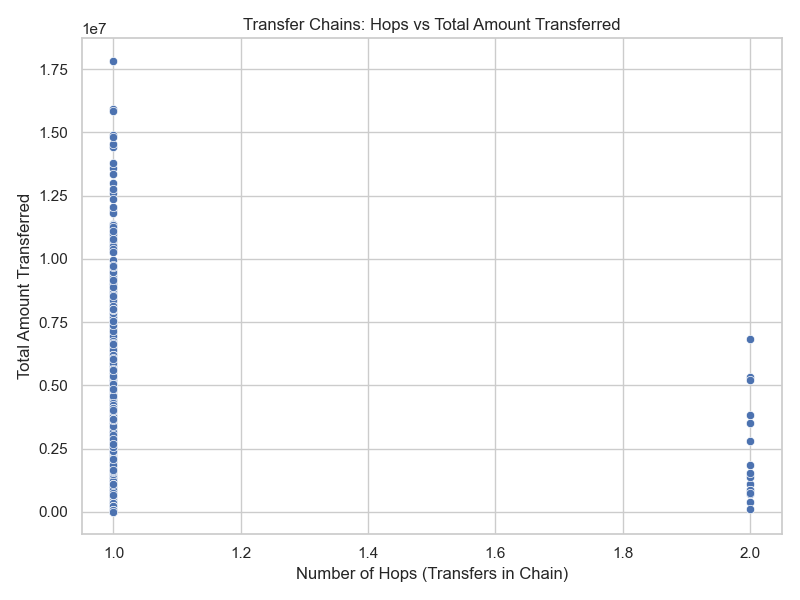 Transfer Chains: Hops vs Total Amount Transferred
1e7
1.75
1.50
1.25
1.00
0.75
0.50
0.25
0.00
Total Amount Transferred
1.0 1.2 1.4 1.6 1.8 2.0
Number of Hops (Transfers in Chain)